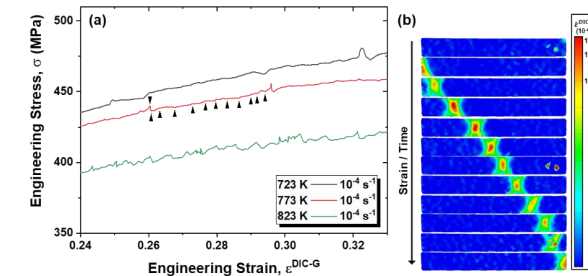 (a)
Engineering Stress, σ (MPa)
500
450
400
350
0.24
0.26
0.28
0.30
0.32
Engineering Strain, ε^DIC-G
723 K 10⁻⁴ s⁻¹
773 K 10⁻⁴ s⁻¹
823 K 10⁻⁴ s⁻¹
(b)
Strain / Time